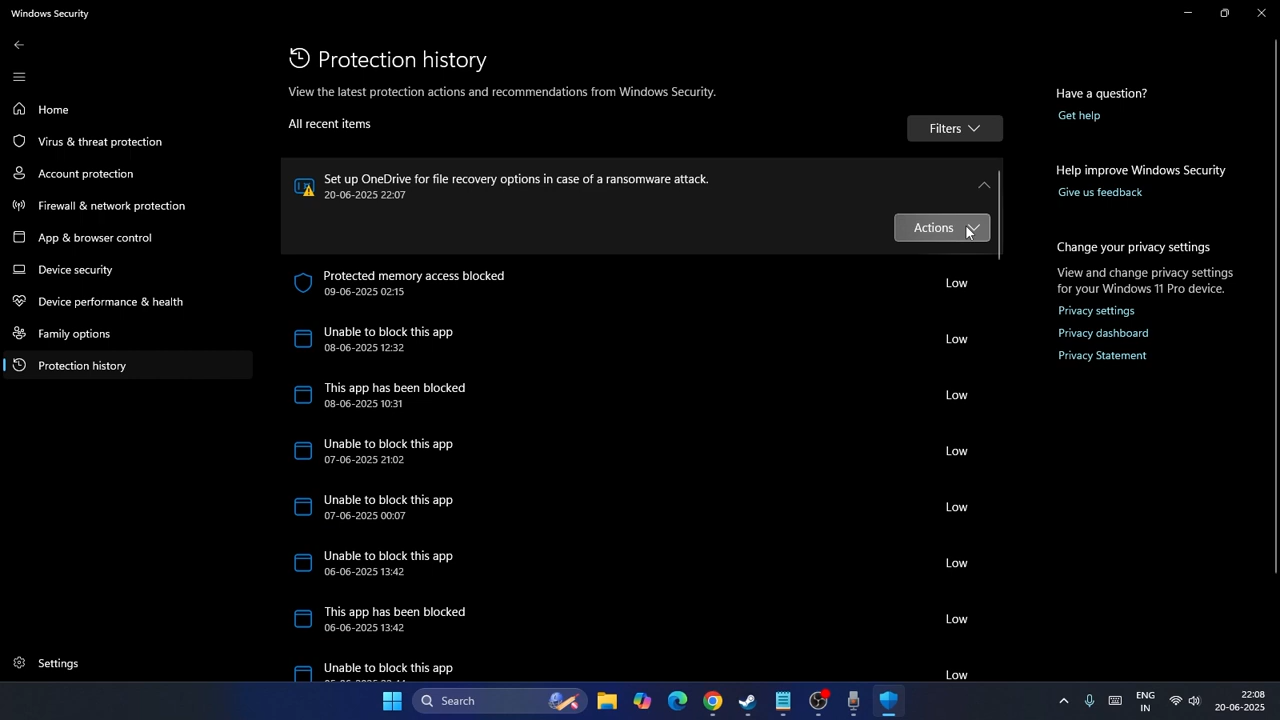 Windows Security
Protection history
View the latest protection actions and recommendations from Windows Security.
All recent items
Filters
Home
Virus & threat protection
Account protection
Firewall & network protection
App & browser control
Device security
Device performance & health
Family options
Protection history
Settings
Set up OneDrive for file recovery options in case of a ransomware attack.
20-06-2025 22:07
Actions
Protected memory access blocked
09-06-2025 02:15
Low
Unable to block this app
08-06-2025 12:32
Low
This app has been blocked
08-06-2025 10:31
Low
Unable to block this app
07-06-2025 21:02
Low
Unable to block this app
07-06-2025 00:07
Low
Unable to block this app
06-06-2025 13:42
Low
This app has been blocked
06-06-2025 13:42
Low
Unable to block this app
Low
Have a question?
Get help
Help improve Windows Security
Give us feedback
Change your privacy settings
View and change privacy settings
for your Windows 11 Pro device.
Privacy settings
Privacy dashboard
Privacy Statement
Search
ENG
IN
22:08
20-06-2025